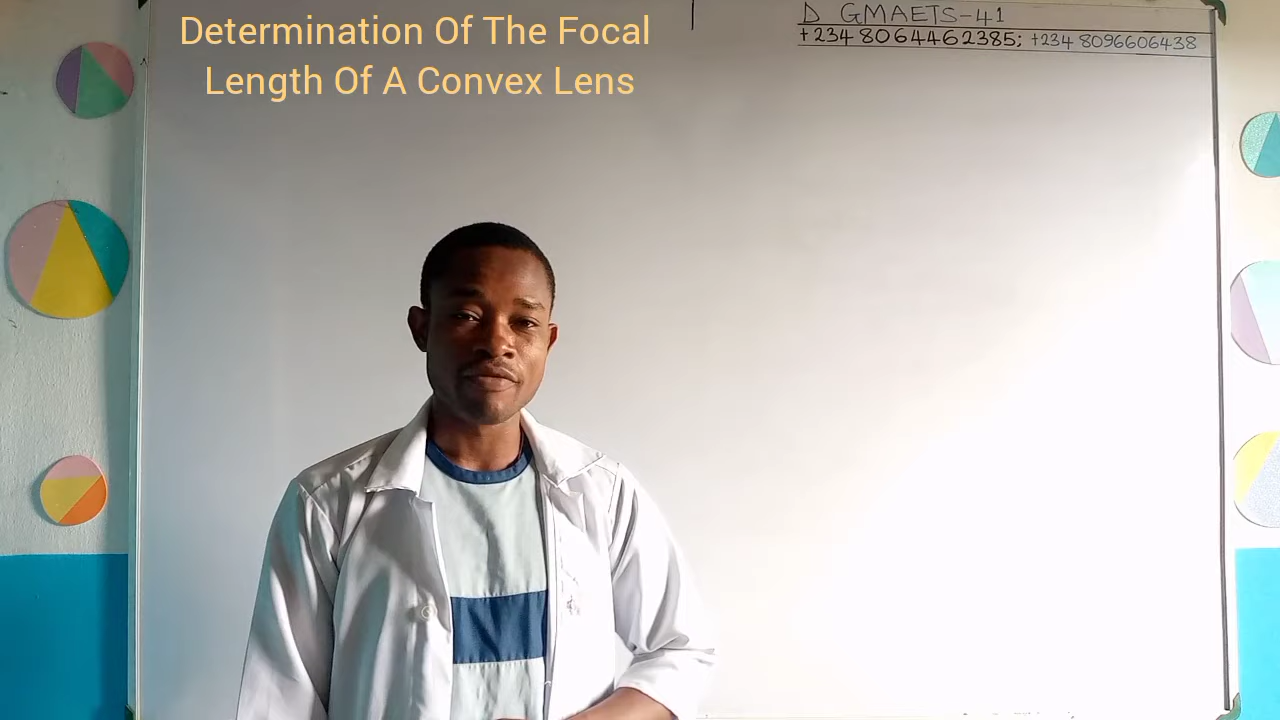 Determination Of The Focal
Length Of A Convex Lens
D GMAETS-41
+234 8064462385; +234 8096606438